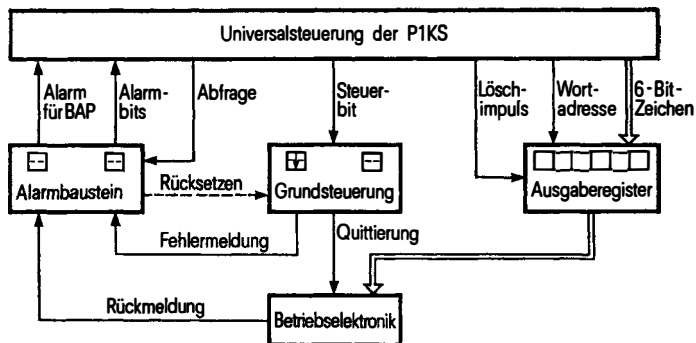 Universalsteuerung der P1KS
Alarm
für BAP
Alarm-
bits
Abfrage
Steuer-
bit
Lösch-
impuls
Wort-
adresse
6-Bit-
Zeichen
Alarmbaustein
Rücksetzen
Grundsteuerung
Ausgaberegister
Fehlermeldung
Quittierung
Rückmeldung
Betriebselektronik